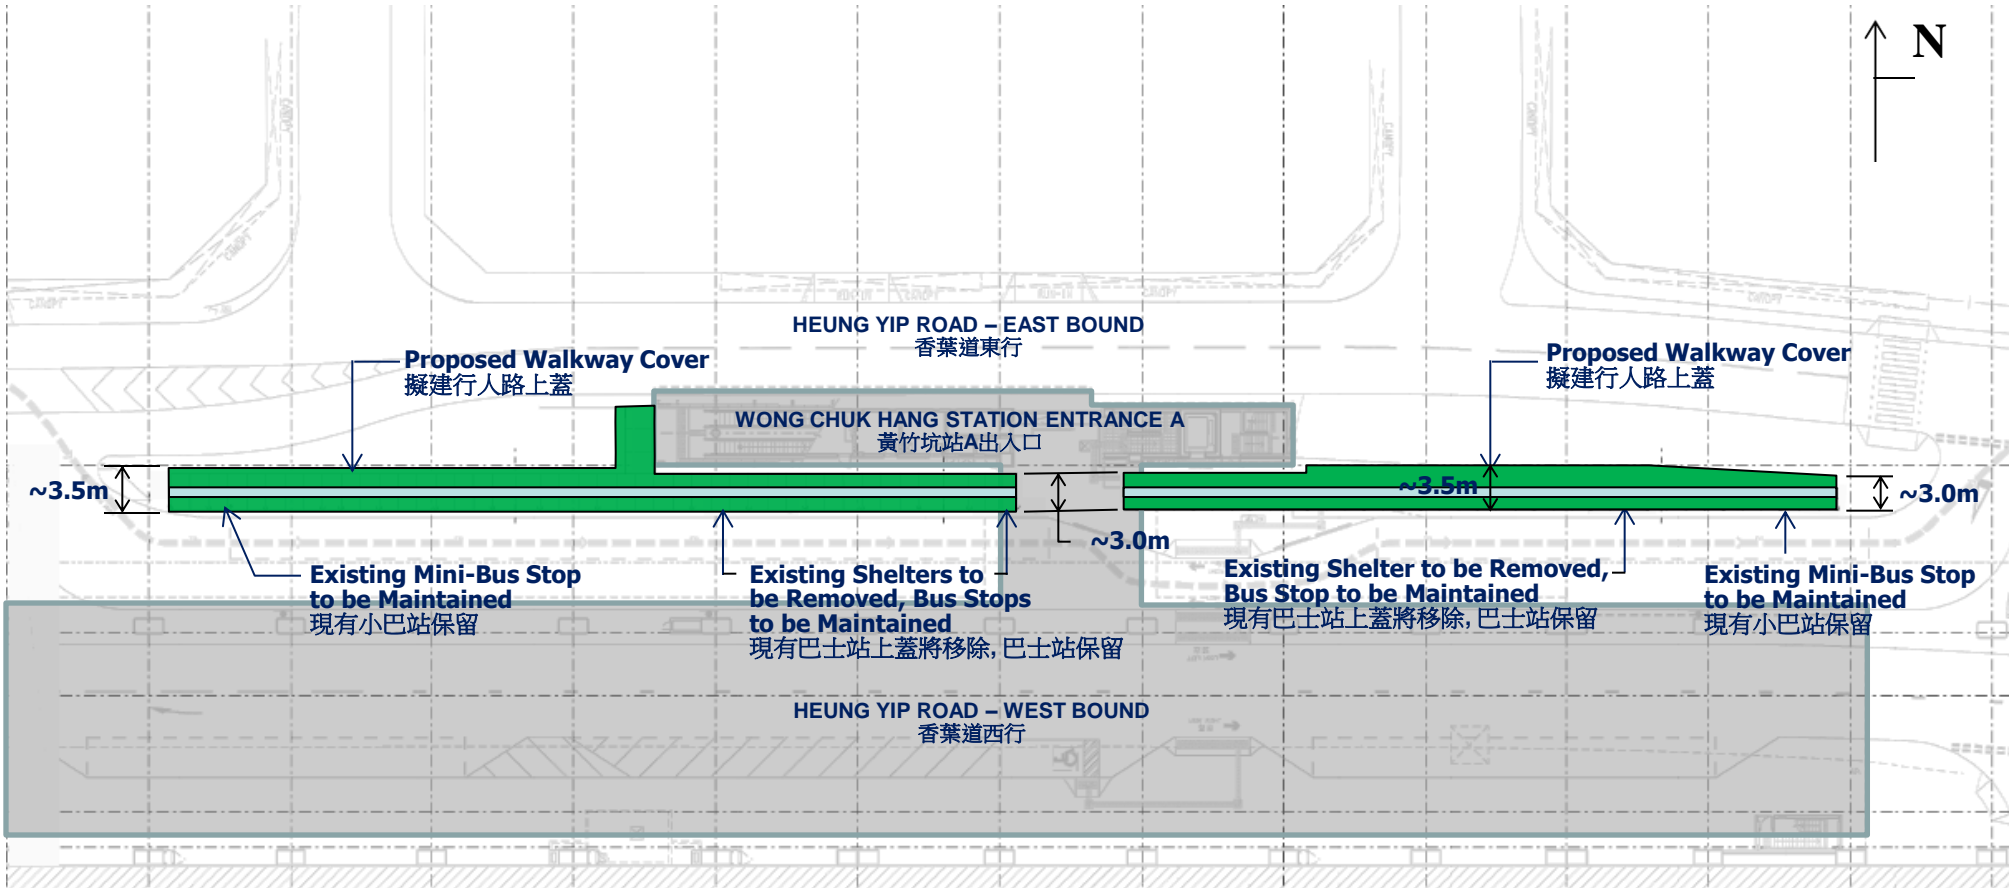 N
HEUNG YIP ROAD – EAST BOUND
香葉道東行
Proposed Walkway Cover
擬建行人路上蓋
Proposed Walkway Cover
擬建行人路上蓋
WONG CHUK HANG STATION ENTRANCE A
黃竹坑站A出入口
~3.5m
~3.5m
~3.0m
~3.0m
Existing Mini-Bus Stop
to be Maintained
現有小巴站保留
Existing Shelters to
be Removed, Bus Stops
to be Maintained
現有巴士站上蓋將移除, 巴士站保留
Existing Shelter to be Removed,
Bus Stop to be Maintained
現有巴士站上蓋將移除, 巴士站保留
Existing Mini-Bus Stop
to be Maintained
現有小巴站保留
HEUNG YIP ROAD – WEST BOUND
香葉道西行
CANOPY
CANOPY
CANOPY
CANOPY